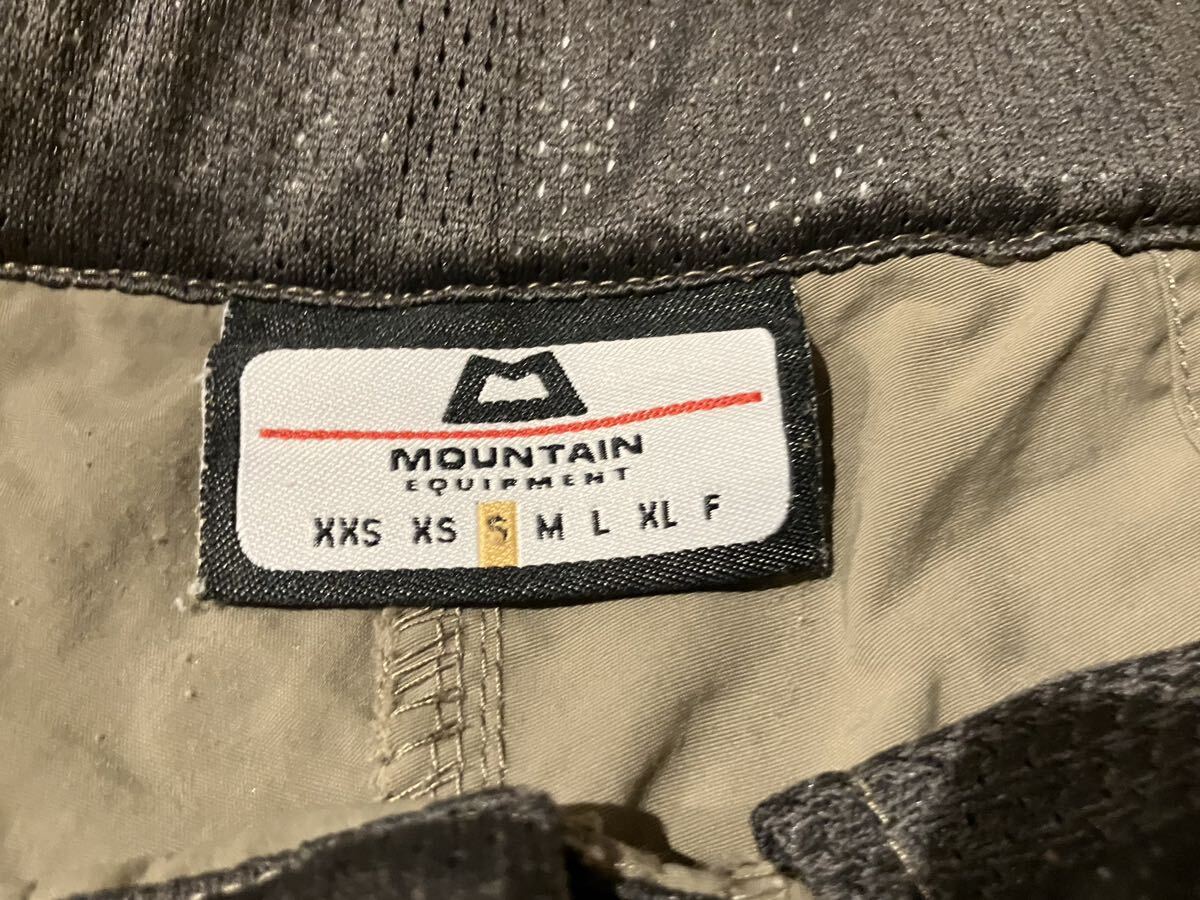 MOUNTAIN
EQUIPMENT
XXS XS S M L XL F